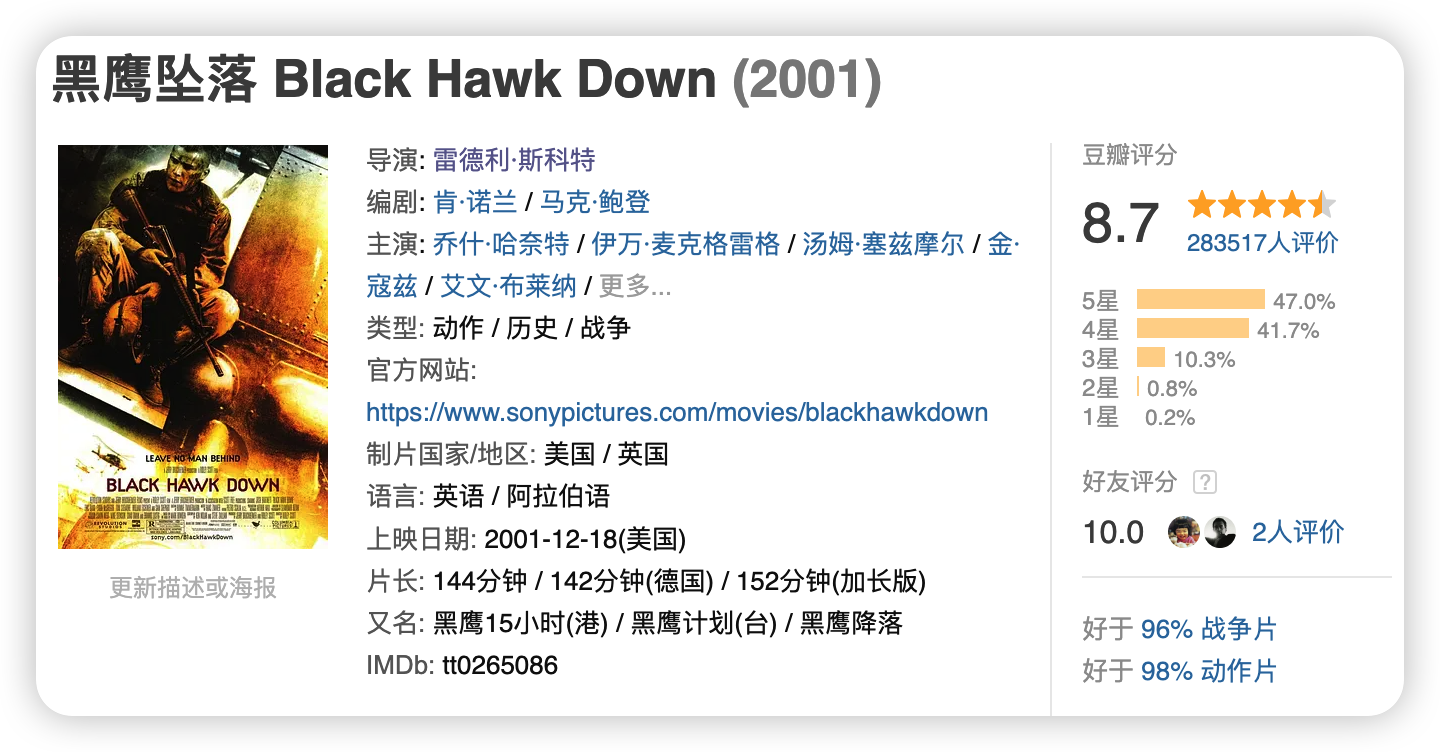 黑鹰坠落 Black Hawk Down (2001)
LEAVE NO MAN BEHIND
BLACK HAWK DOWN
sony.com/BlackHawkDown
更新描述或海报
导演: 雷德利·斯科特
编剧: 肯·诺兰 / 马克·鲍登
主演: 乔什·哈奈特 / 伊万·麦克格雷格 / 汤姆·塞兹摩尔 / 金·
寇兹 / 艾文·布莱纳 / 更多...
类型: 动作 / 历史 / 战争
官方网站:
https://www.sonypictures.com/movies/blackhawkdown
制片国家/地区: 美国 / 英国
语言: 英语 / 阿拉伯语
上映日期: 2001-12-18(美国)
片长: 144分钟 / 142分钟(德国) / 152分钟(加长版)
又名: 黑鹰15小时(港) / 黑鹰计划(台) / 黑鹰降落
IMDb: tt0265086
豆瓣评分
8.7
283517人评价
5星 47.0%
4星 41.7%
3星 10.3%
2星 0.8%
1星 0.2%
好友评分 ?
10.0 2人评价
好于 96% 战争片
好于 98% 动作片